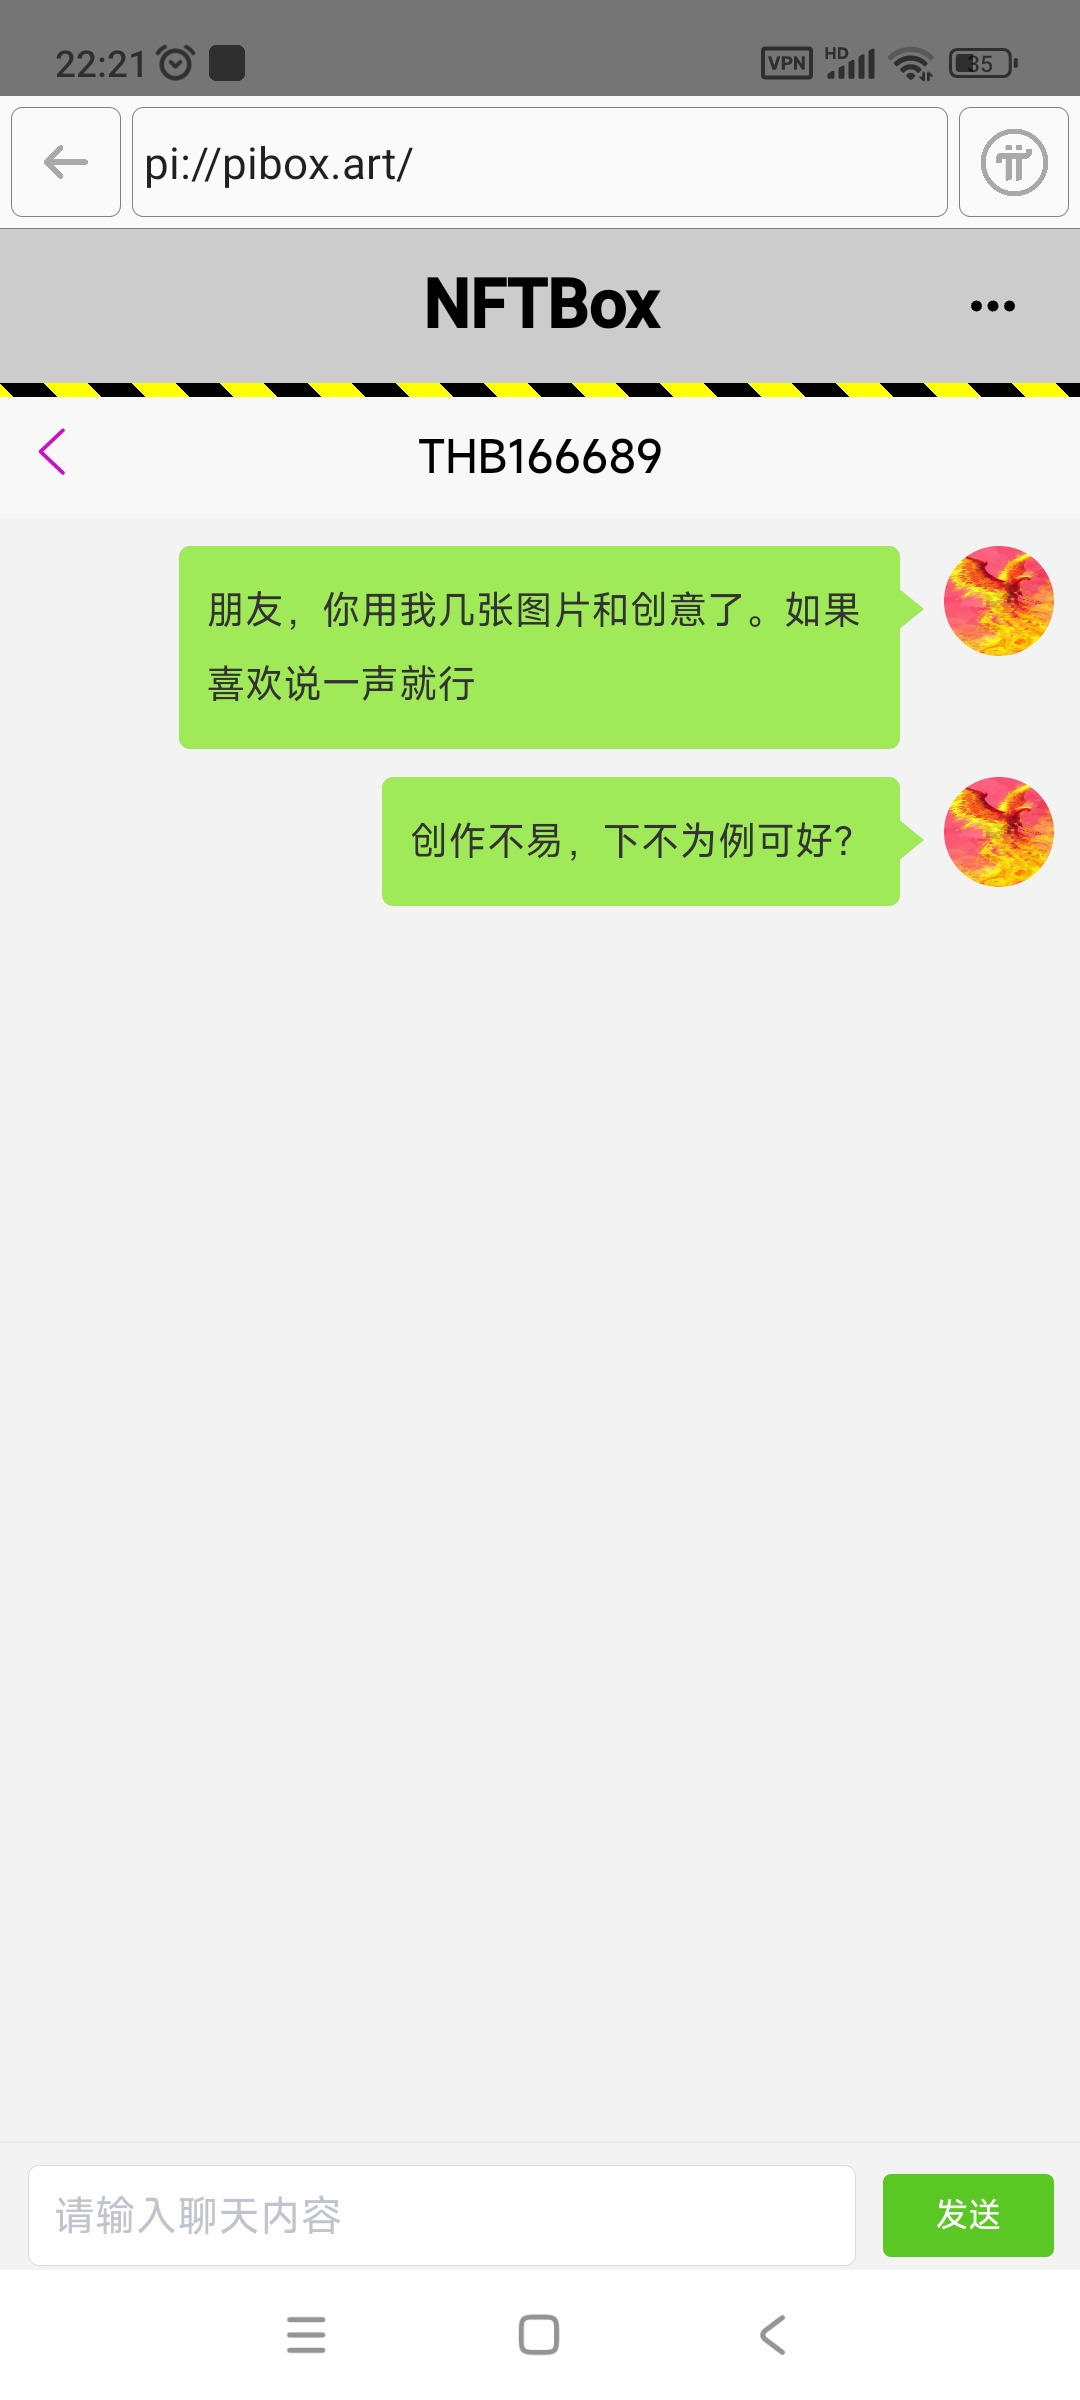 22:21
VPN
HD
35
pi://pibox.art/
NFTBox
THB166689
朋友，你用我几张图片和创意了。如果
喜欢说一声就行
创作不易，下不为例可好？
请输入聊天内容
发送